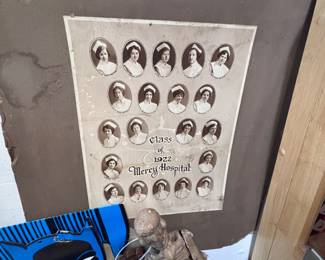 Class
of
1922
Mercy Hospital